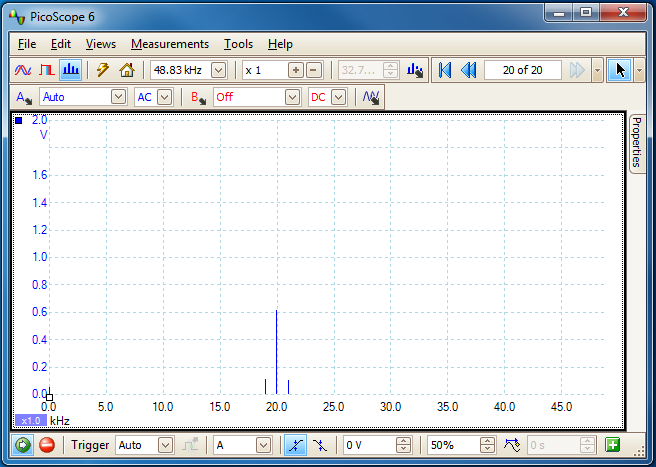 PicoScope 6
File Edit Views Measurements Tools Help
48.83 kHz x 1 32.7... 20 of 20
A Auto AC B Off DC
2.0
V
1.6
1.4
1.2
1.0
0.8
0.6
0.4
0.2
0.0
0.0 5.0 10.0 15.0 20.0 25.0 30.0 35.0 40.0 45.0
x1.0 kHz
Properties
Trigger Auto A 0 V 50% 0 s